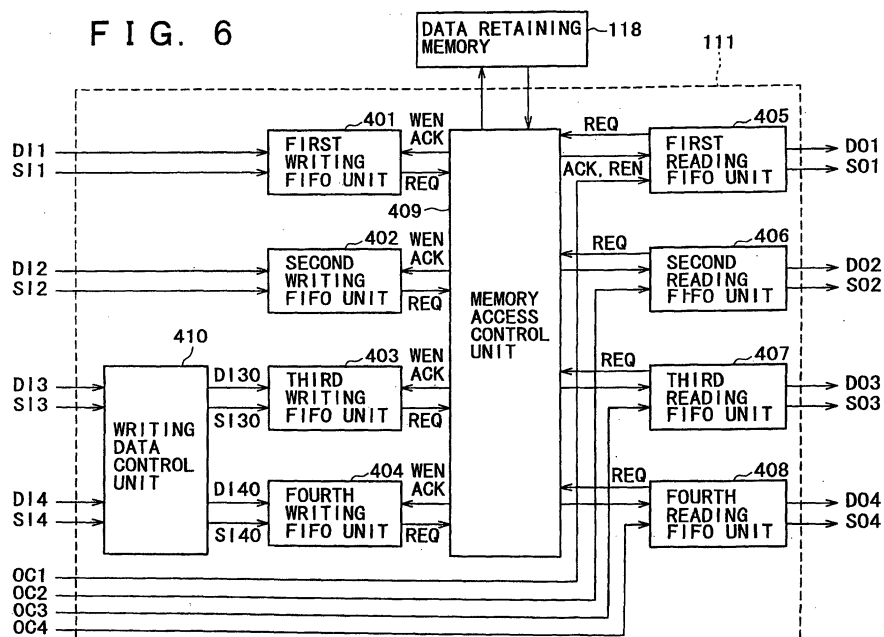 FIG. 6
DATA RETAINING
MEMORY
118
111
401
FIRST
WRITING
FIFO UNIT
DI1
SI1
WEN
ACK
REQ
409
402
SECOND
WRITING
FIFO UNIT
DI2
SI2
WEN
ACK
REQ
MEMORY
ACCESS
CONTROL
UNIT
410
WRITING
DATA
CONTROL
UNIT
DI3
SI3
DI30
SI30
403
THIRD
WRITING
FIFO UNIT
WEN
ACK
REQ
DI4
SI4
DI40
SI40
404
FOURTH
WRITING
FIFO UNIT
WEN
ACK
REQ
REQ
ACK, REN
405
FIRST
READING
FIFO UNIT
DO1
SO1
REQ
406
SECOND
READING
FIFO UNIT
DO2
SO2
REQ
407
THIRD
READING
FIFO UNIT
DO3
SO3
REQ
408
FOURTH
READING
FIFO UNIT
DO4
SO4
OC1
OC2
OC3
OC4